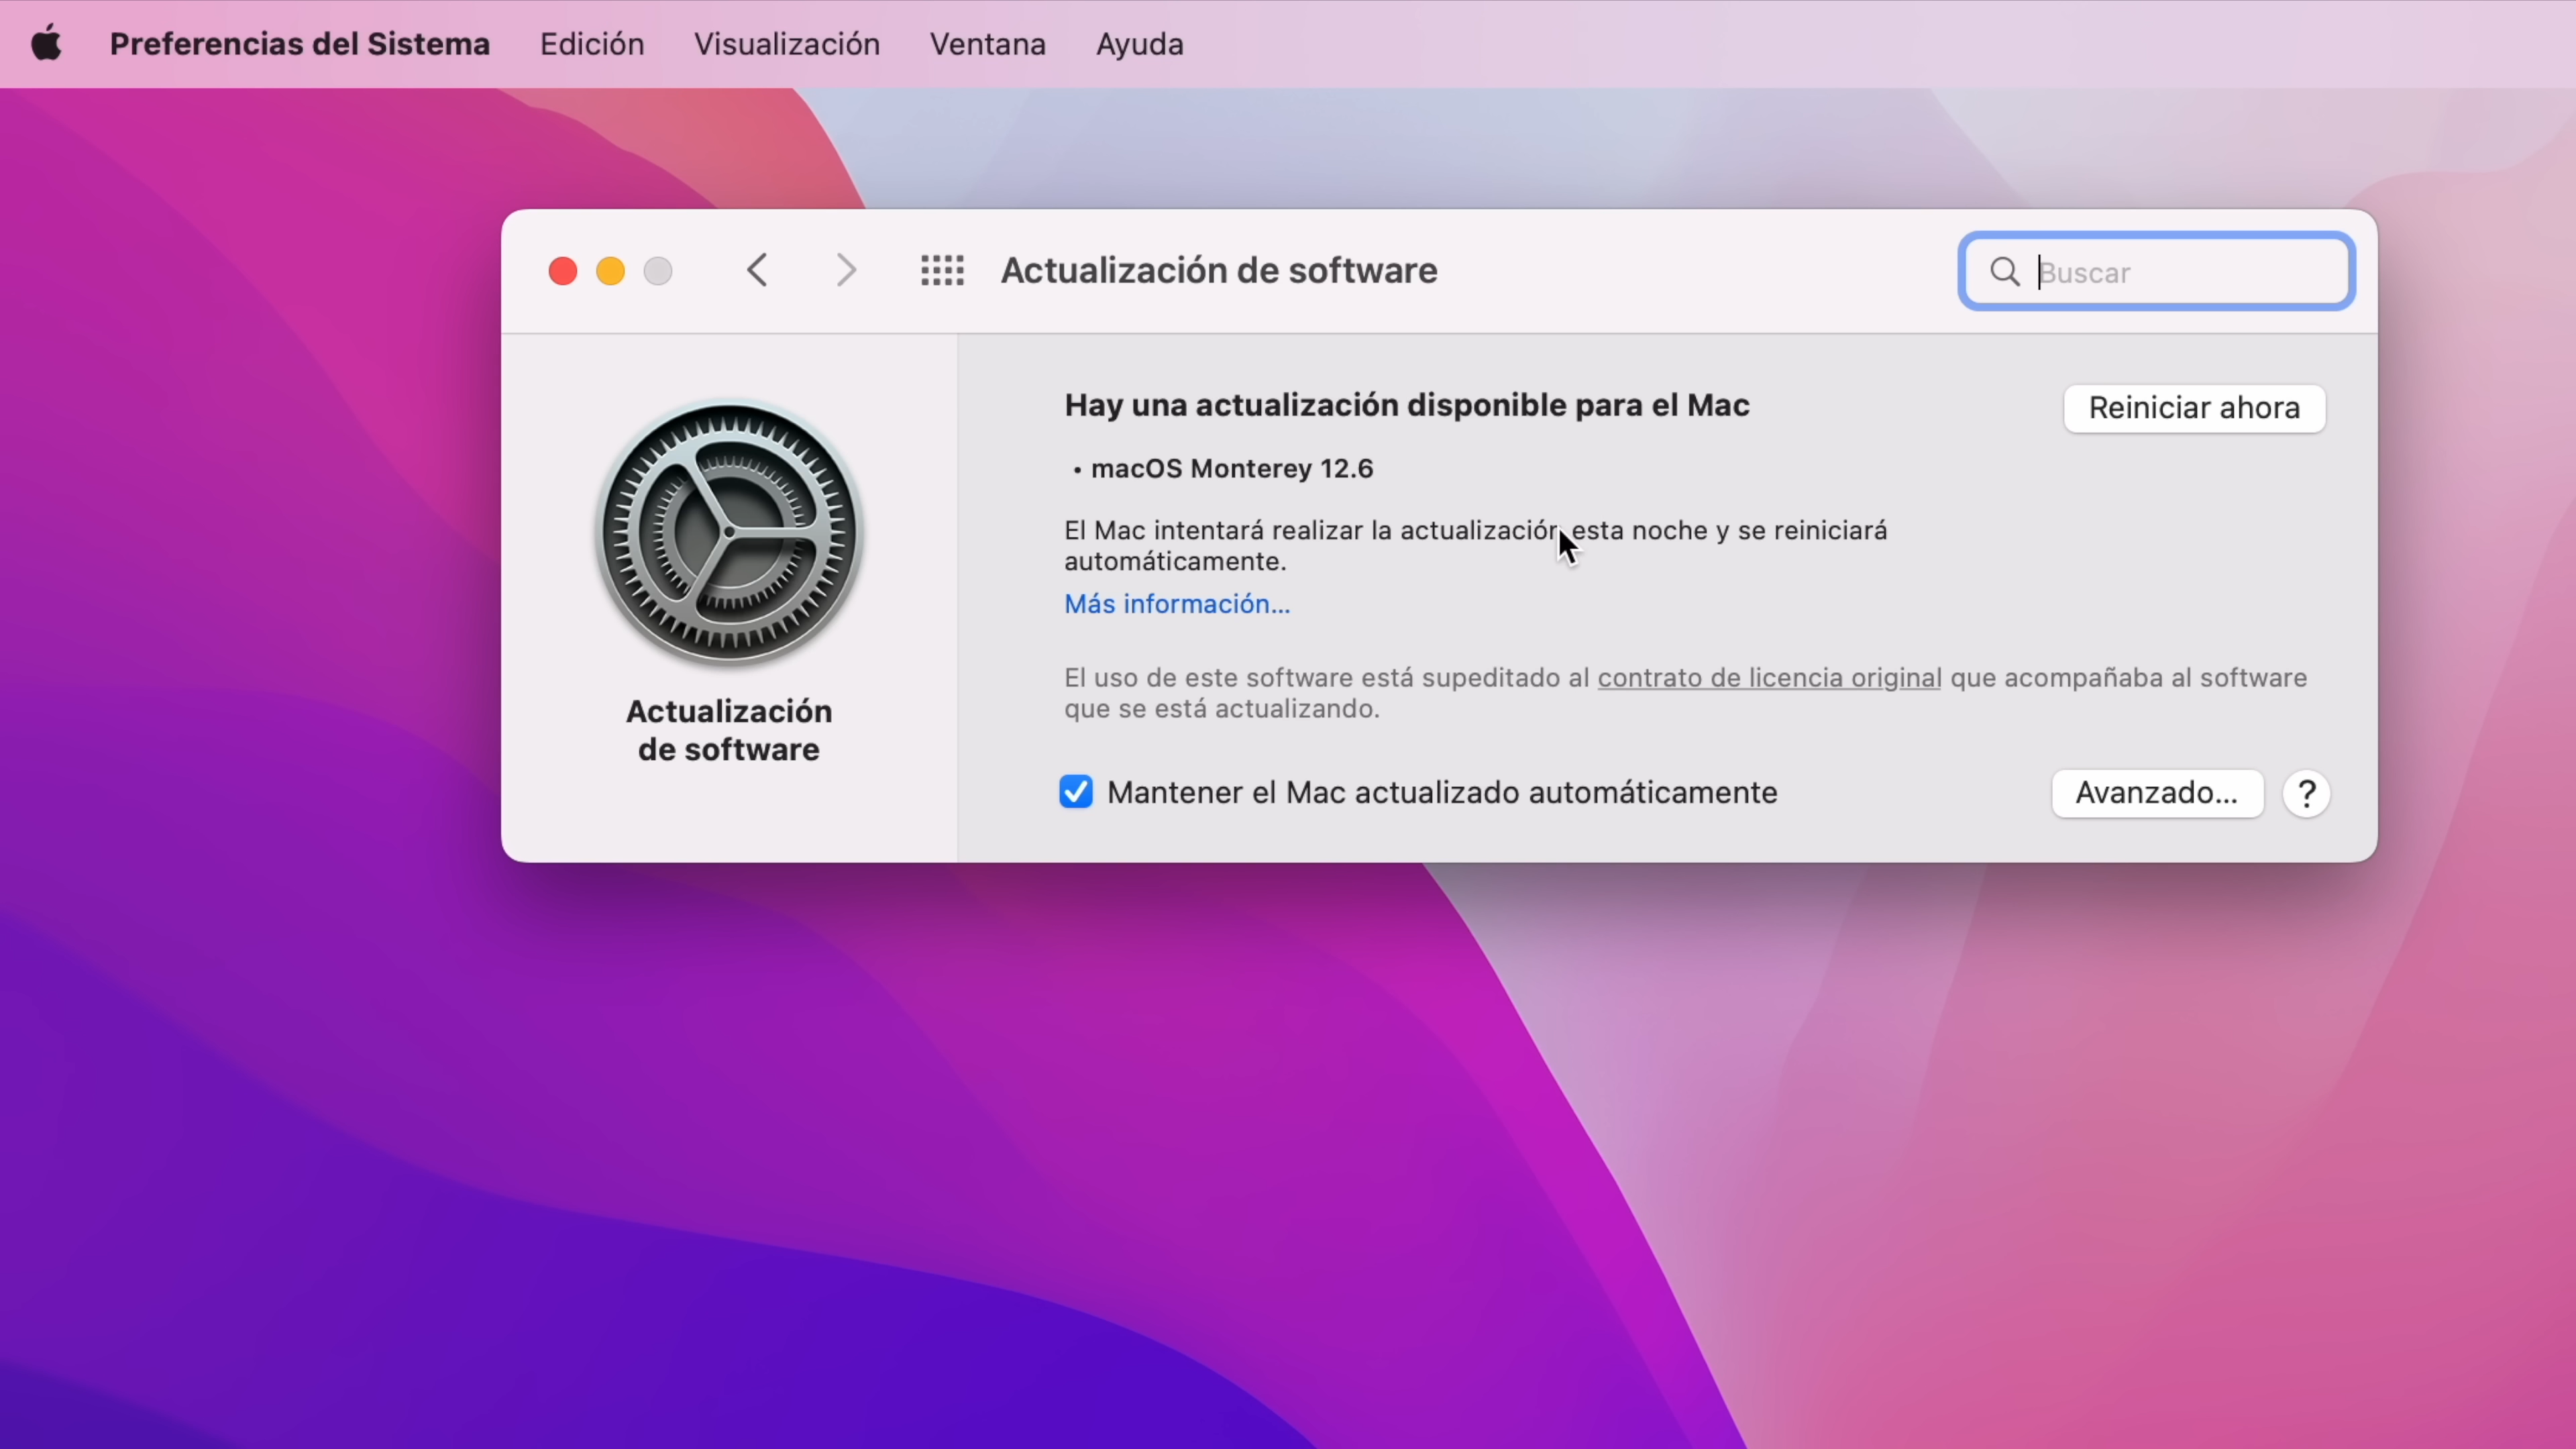 Preferencias del Sistema Edición Visualización Ventana Ayuda
Actualización de software
Buscar
Hay una actualización disponible para el Mac
Reiniciar ahora
• macOS Monterey 12.6
El Mac intentará realizar la actualización esta noche y se reiniciará
automáticamente.
Más información...
El uso de este software está supeditado al contrato de licencia original que acompañaba al software
que se está actualizando.
Actualización
de software
Mantener el Mac actualizado automáticamente
Avanzado...
?